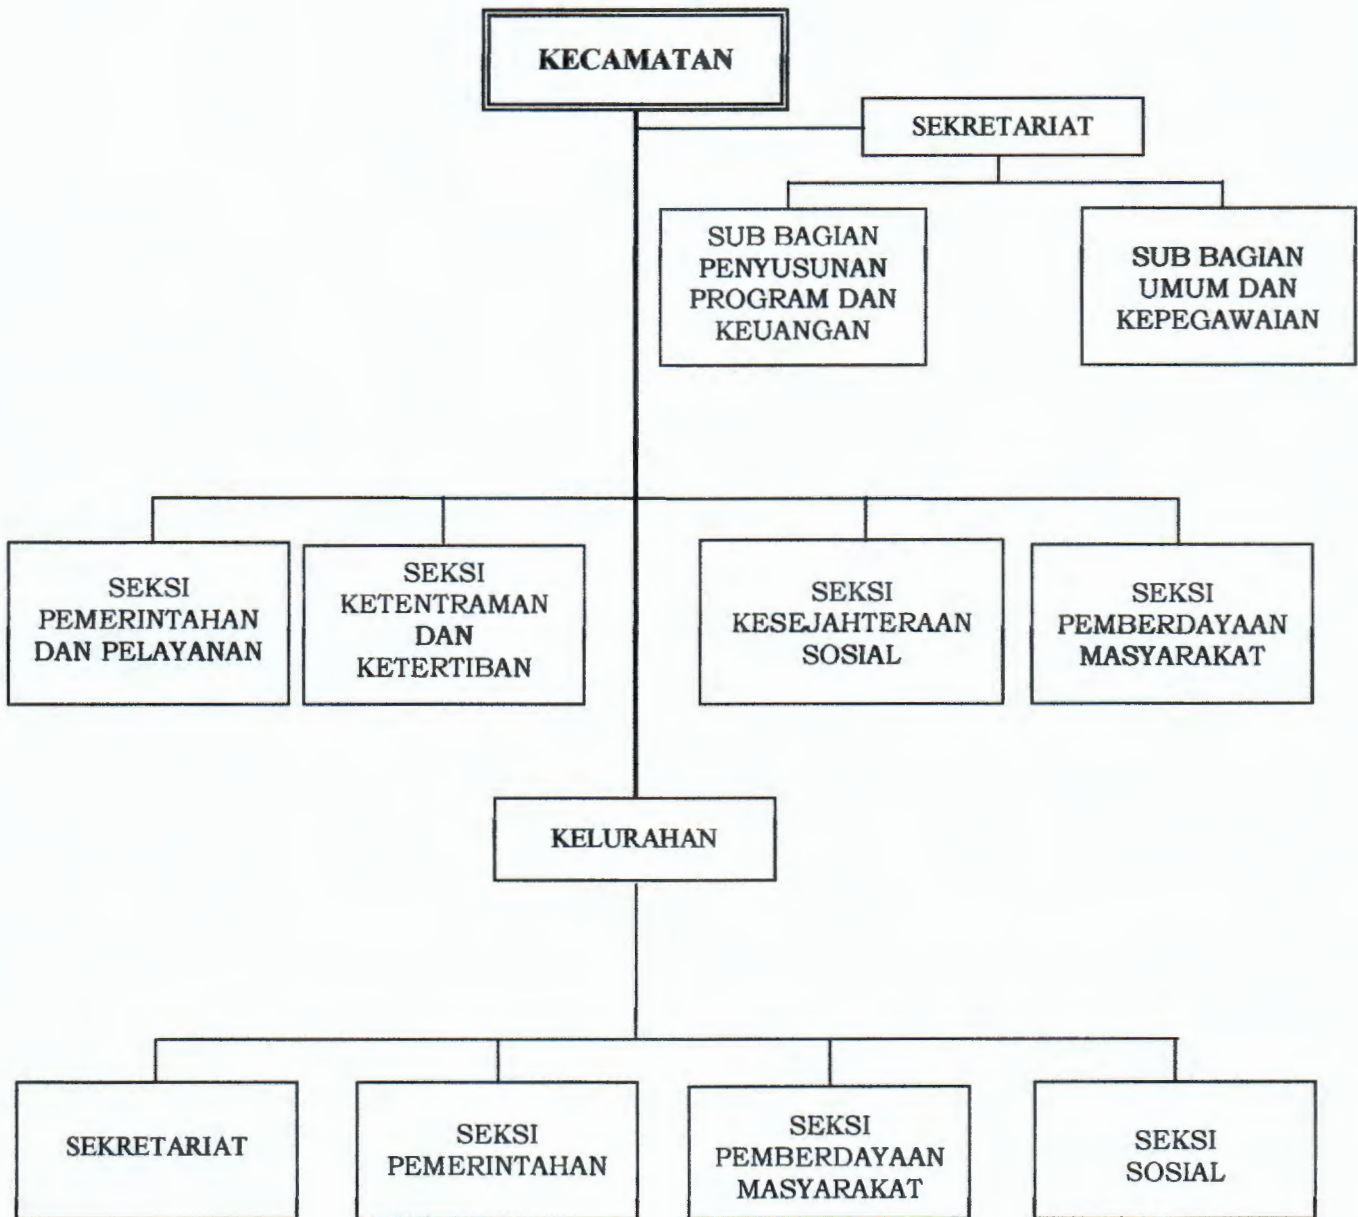 KECAMATAN
SEKRETARIAT
SUB BAGIAN
PENYUSUNAN
PROGRAM DAN
KEUANGAN
SUB BAGIAN
UMUM DAN
KEPEGAWAIAN
SEKSI
PEMERINTAHAN
DAN PELAYANAN
SEKSI
KETENTRAMAN
DAN
KETERTIBAN
SEKSI
KESEJAHTERAAN
SOSIAL
SEKSI
PEMBERDAYAAN
MASYARAKAT
KELURAHAN
SEKRETARIAT
SEKSI
PEMERINTAHAN
SEKSI
PEMBERDAYAAN
MASYARAKAT
SEKSI
SOSIAL